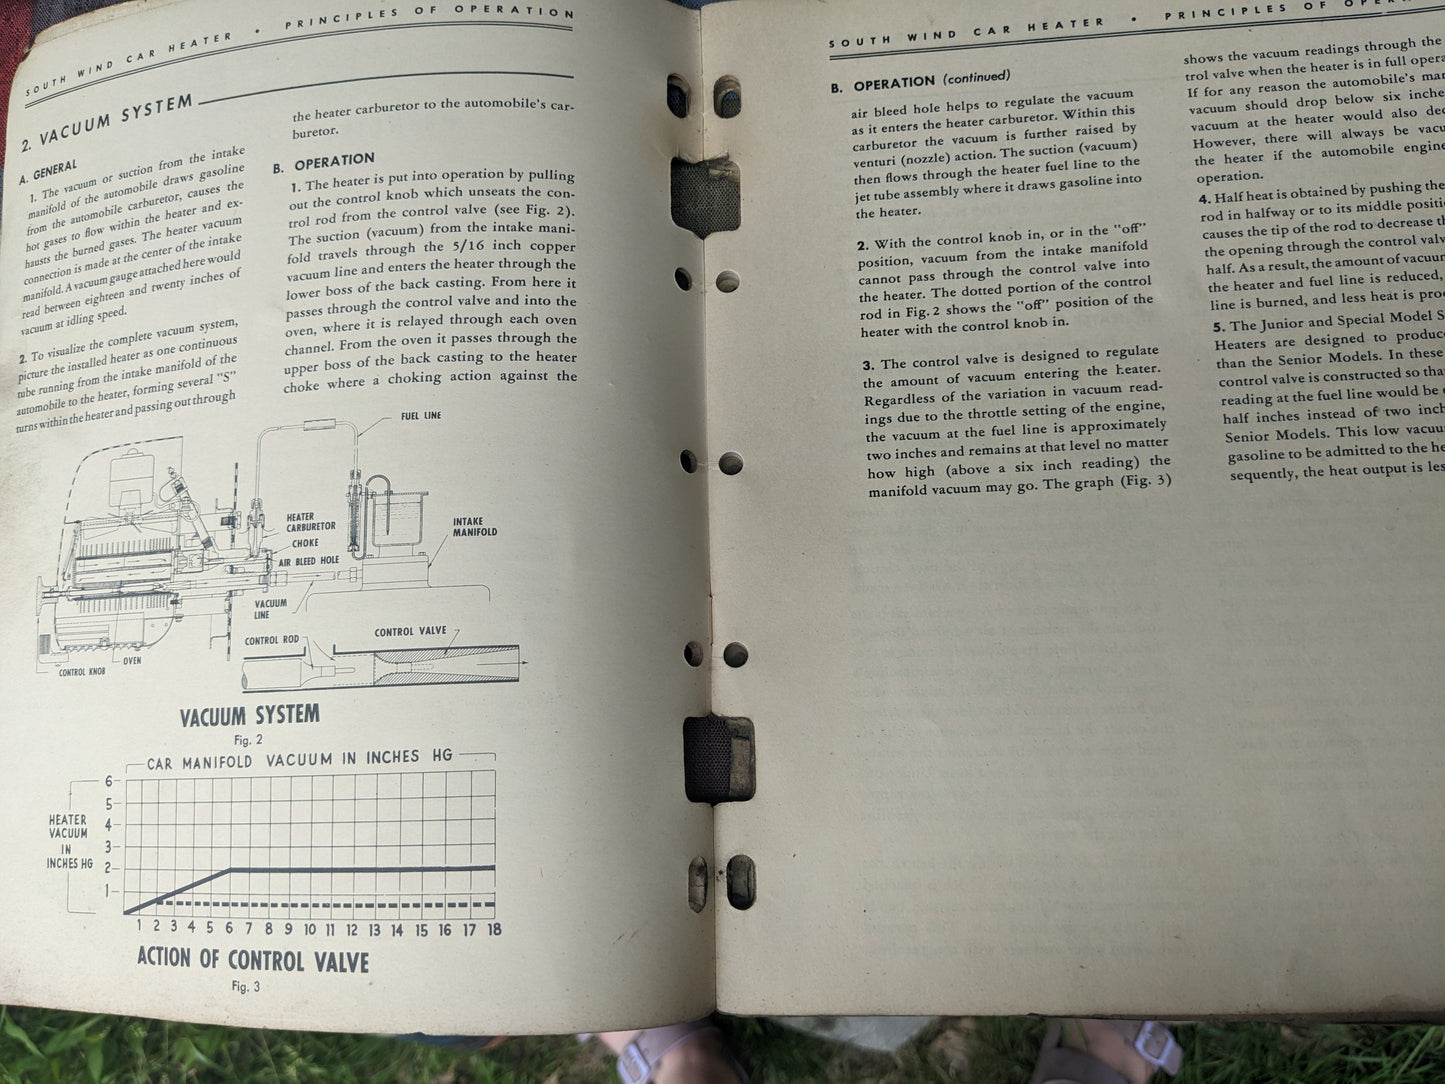 SOUTH WIND CAR HEATER • PRINCIPLES OF OPERATION
2. VACUUM SYSTEM
A. GENERAL
1. The vacuum or suction from the intake
manifold of the automobile draws gasoline
from the automobile carburetor, causes the
hot gases to flow within the heater and ex-
hausts the burned gases. The heater vacuum
connection is made at the center of the intake
manifold. A vacuum gauge attached here would
read between eighteen and twenty inches of
vacuum at idling speed.
2. To visualize the complete vacuum system,
picture the installed heater as one continuous
tube running from the intake manifold of the
automobile to the heater, forming several "S"
turns within the heater and passing out through
the heater carburetor to the automobile's car-
buretor.
B. OPERATION
1. The heater is put into operation by pulling
out the control knob which unseats the con-
trol rod from the control valve (see Fig. 2).
The suction (vacuum) from the intake mani-
fold travels through the 5/16 inch copper
vacuum line and enters the heater through the
lower boss of the back casting. From here it
passes through the control valve and into the
oven, where it is relayed through each oven
channel. From the oven it passes through the
upper boss of the back casting to the heater
choke where a choking action against the
FUEL LINE
HEATER
CARBURETOR
CHOKE
AIR BLEED HOLE
INTAKE
MANIFOLD
VACUUM
LINE
CONTROL ROD
CONTROL VALVE
OVEN
CONTROL KNOB
VACUUM SYSTEM
Fig. 2
CAR MANIFOLD VACUUM IN INCHES HG
HEATER
VACUUM
IN
INCHES HG
6
5
4
3
2
1
1 2 3 4 5 6 7 8 9 10 11 12 13 14 15 16 17 18
ACTION OF CONTROL VALVE
Fig. 3
SOUTH WIND CAR HEATER • PRINCIPLES OF
B. OPERATION (continued)
air bleed hole helps to regulate the vacuum
as it enters the heater carburetor. Within this
carburetor the vacuum is further raised by
venturi (nozzle) action. The suction (vacuum)
then flows through the heater fuel line to the
jet tube assembly where it draws gasoline into
the heater.
2. With the control knob in, or in the "off"
position, vacuum from the intake manifold
cannot pass through the control valve into
the heater. The dotted portion of the control
rod in Fig. 2 shows the "off" position of the
heater with the control knob in.
3. The control valve is designed to regulate
the amount of vacuum entering the heater.
Regardless of the variation in vacuum read-
ings due to the throttle setting of the engine,
the vacuum at the fuel line is approximately
two inches and remains at that level no matter
how high (above a six inch reading) the
manifold vacuum may go. The graph (Fig. 3)
shows the vacuum readings through the
trol valve when the heater is in full
If for any reason the automobile's
vacuum should drop below six
vacuum at the heater would also
However, there will always be
the heater if the automobile
operation.
4. Half heat is obtained by pushing the
rod in halfway or to its middle
causes the tip of the rod to decrease
the opening through the control
half. As a result, the amount of
the heater and fuel line is reduced,
line is burned, and less heat is
5. The Junior and Special Model
Heaters are designed to
than the Senior Models. In these
control valve is constructed so
reading at the fuel line would be
half inches instead of two
Senior Models. This low
gasoline to be admitted to the
sequently, the heat output is